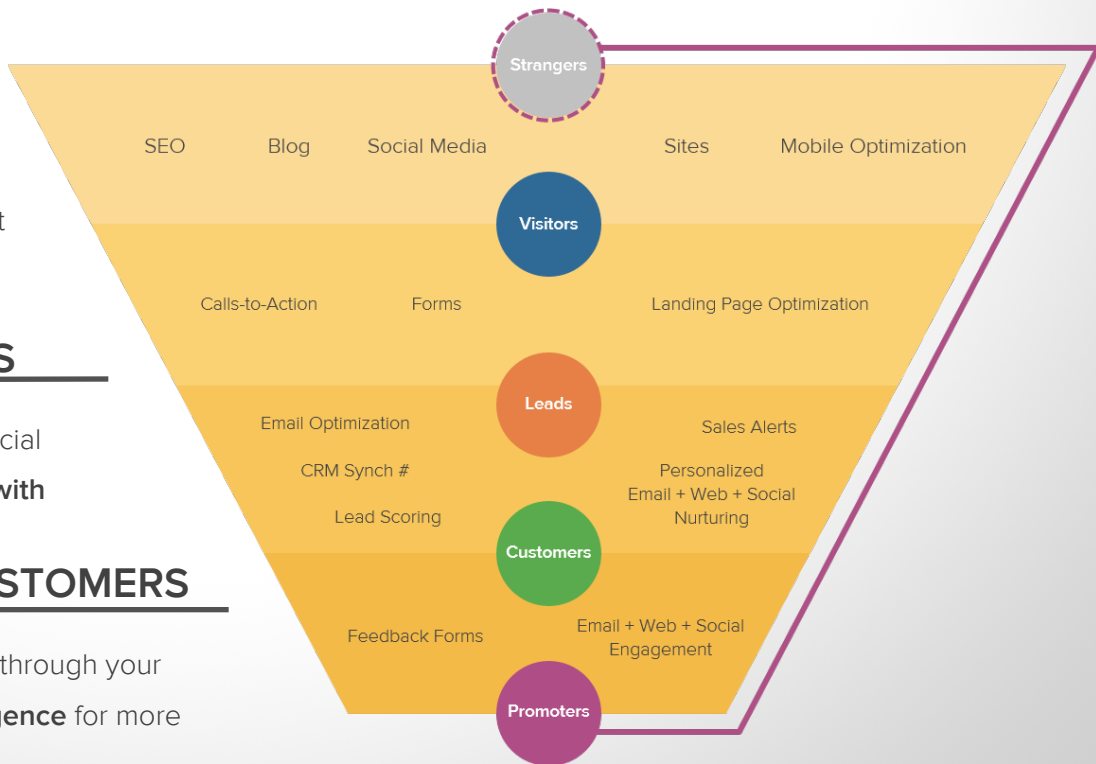 Strangers
SEO Blog Social Media Sites Mobile Optimization
Visitors
t
Calls-to-Action Forms Landing Page Optimization
S
Leads
Email Optimization Sales Alerts
cial
CRM Synch # Personalized
with Email + Web + Social
Lead Scoring Nurturing
Customers
STOMERS
Feedback Forms Email + Web + Social
Engagement
through your
Promoters
gence for more